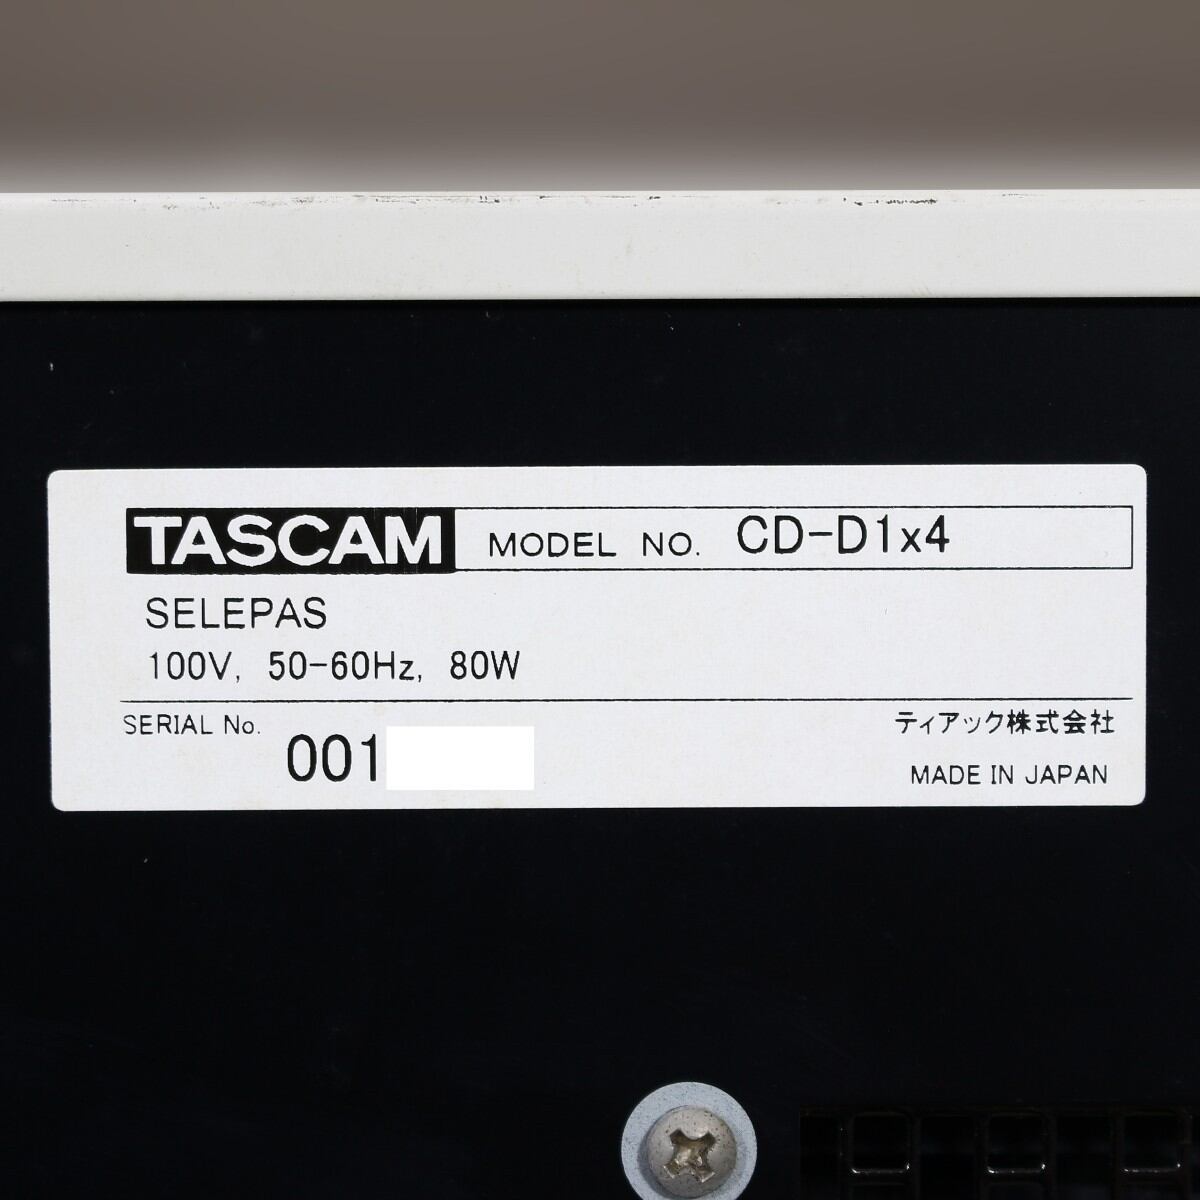 TASCAM MODEL NO. CD-D1x4
SELEPAS
100V, 50-60Hz, 80W
SERIAL No.
001
ティアック株式会社
MADE IN JAPAN